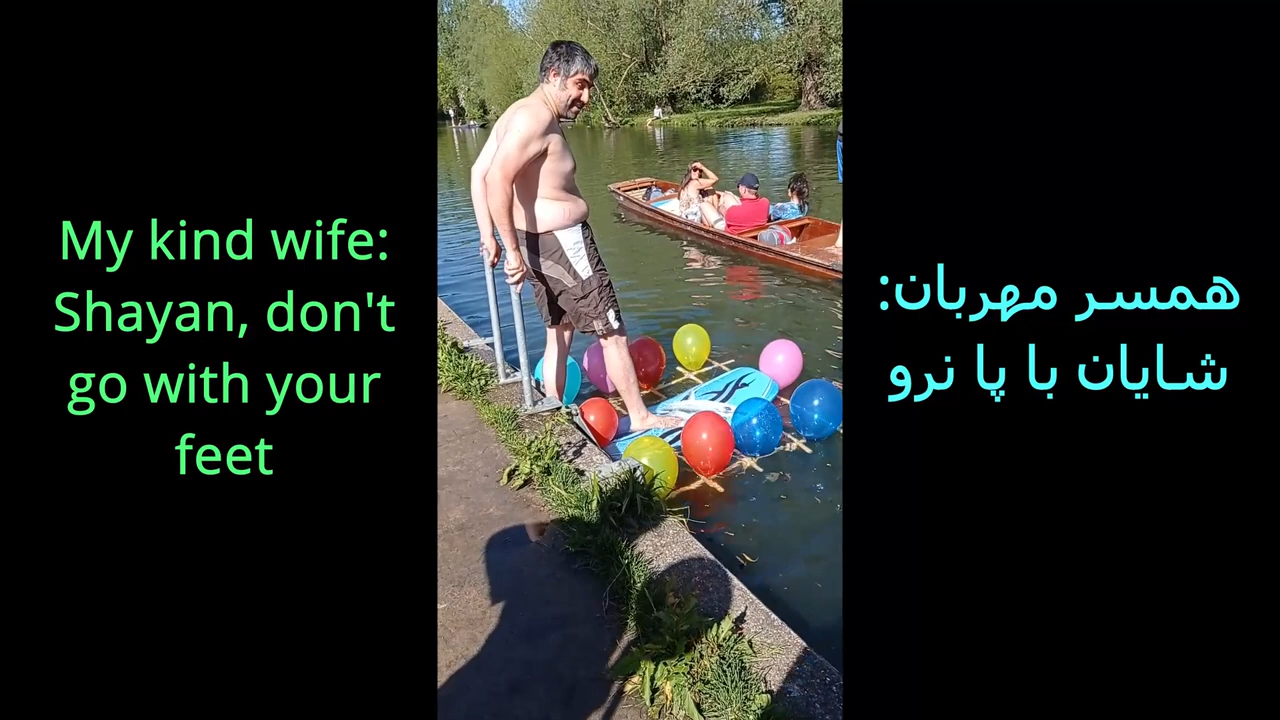 My kind wife:
Shayan, don't
go with your
feet
همسر مهربان:
شایان با پا نرو